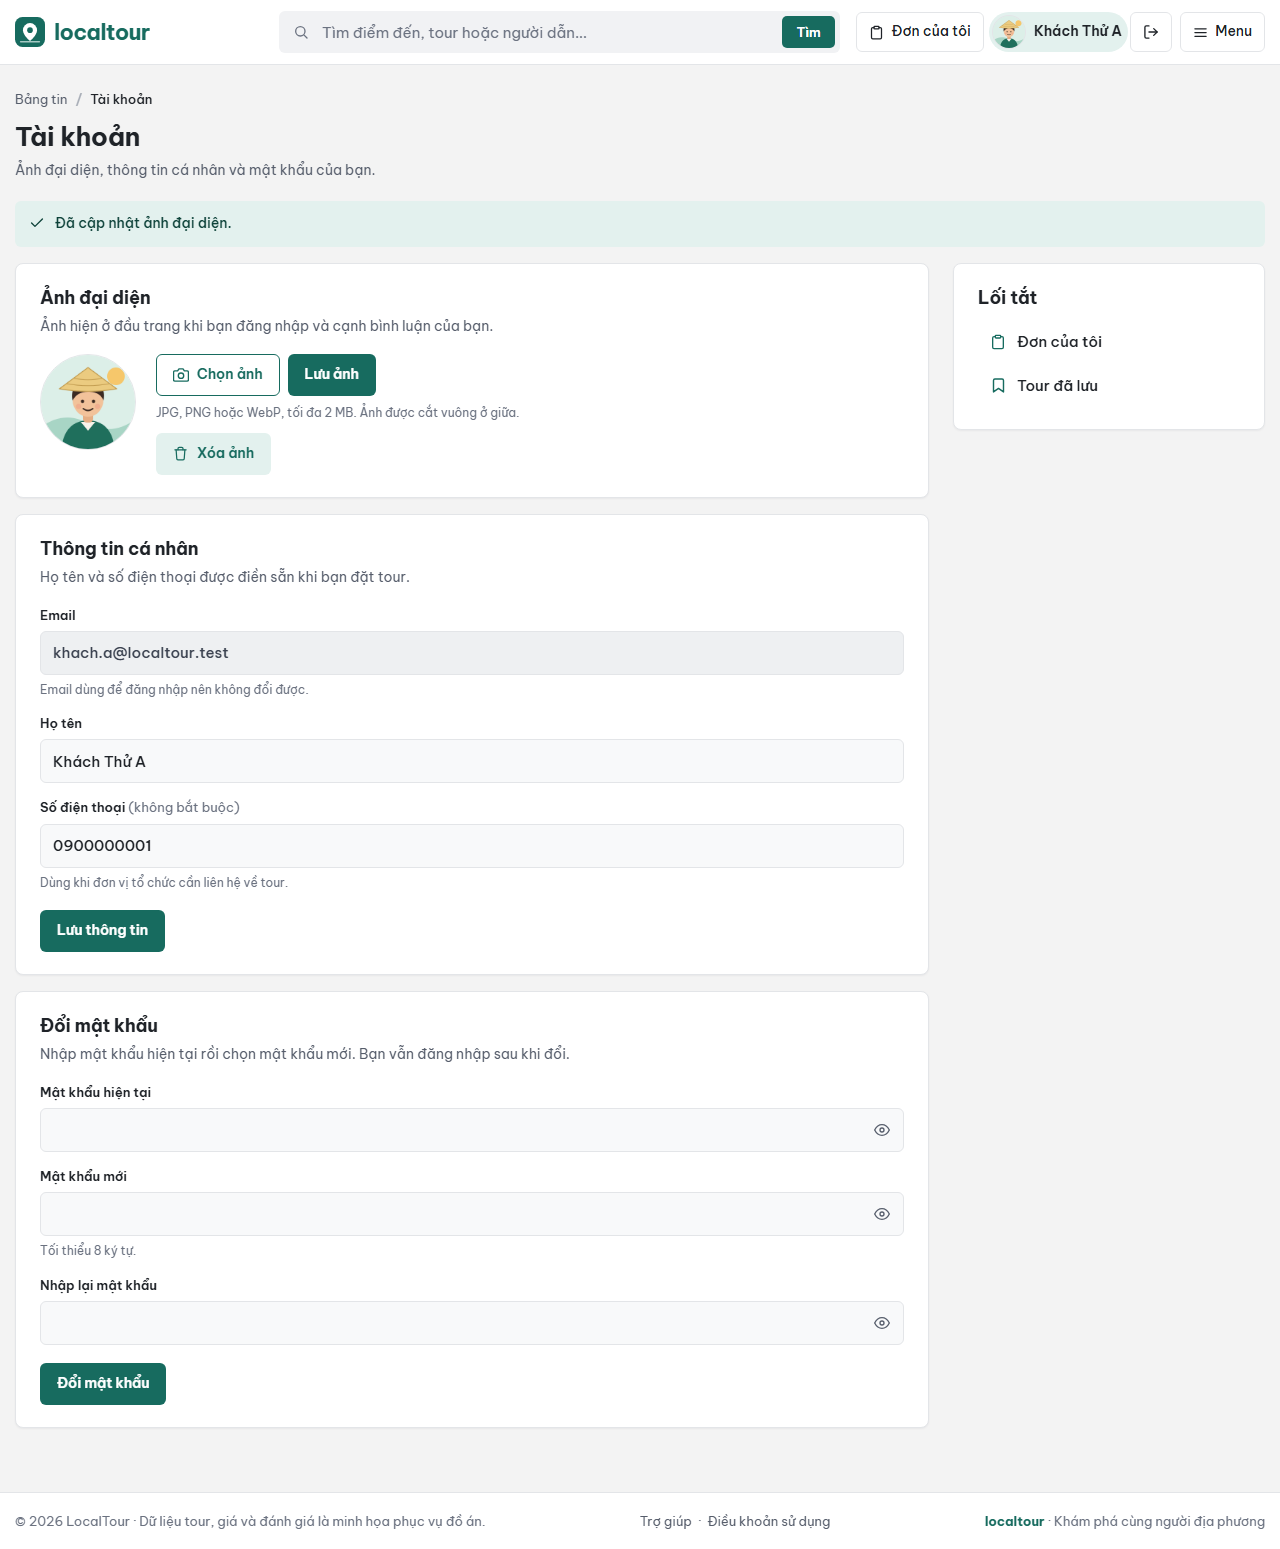 localtour
Tìm điểm đến, tour hoặc người dẫn...
Tìm
Đơn của tôi
Khách Thử A
Menu
Bảng tin / Tài khoản
Tài khoản
Ảnh đại diện, thông tin cá nhân và mật khẩu của bạn.
Đã cập nhật ảnh đại diện.
Ảnh đại diện
Ảnh hiện ở đầu trang khi bạn đăng nhập và cạnh bình luận của bạn.
Chọn ảnh
Lưu ảnh
JPG, PNG hoặc WebP, tối đa 2 MB. Ảnh được cắt vuông ở giữa.
Xóa ảnh
Lối tắt
Đơn của tôi
Tour đã lưu
Thông tin cá nhân
Họ tên và số điện thoại được điền sẵn khi bạn đặt tour.
Email
khach.a@localtour.test
Email dùng để đăng nhập nên không đổi được.
Họ tên
Khách Thử A
Số điện thoại (không bắt buộc)
0900000001
Dùng khi đơn vị tổ chức cần liên hệ về tour.
Lưu thông tin
Đổi mật khẩu
Nhập mật khẩu hiện tại rồi chọn mật khẩu mới. Bạn vẫn đăng nhập sau khi đổi.
Mật khẩu hiện tại
Mật khẩu mới
Tối thiểu 8 ký tự.
Nhập lại mật khẩu
Đổi mật khẩu
© 2026 LocalTour · Dữ liệu tour, giá và đánh giá là minh họa phục vụ đồ án.
Trợ giúp · Điều khoản sử dụng
localtour · Khám phá cùng người địa phương